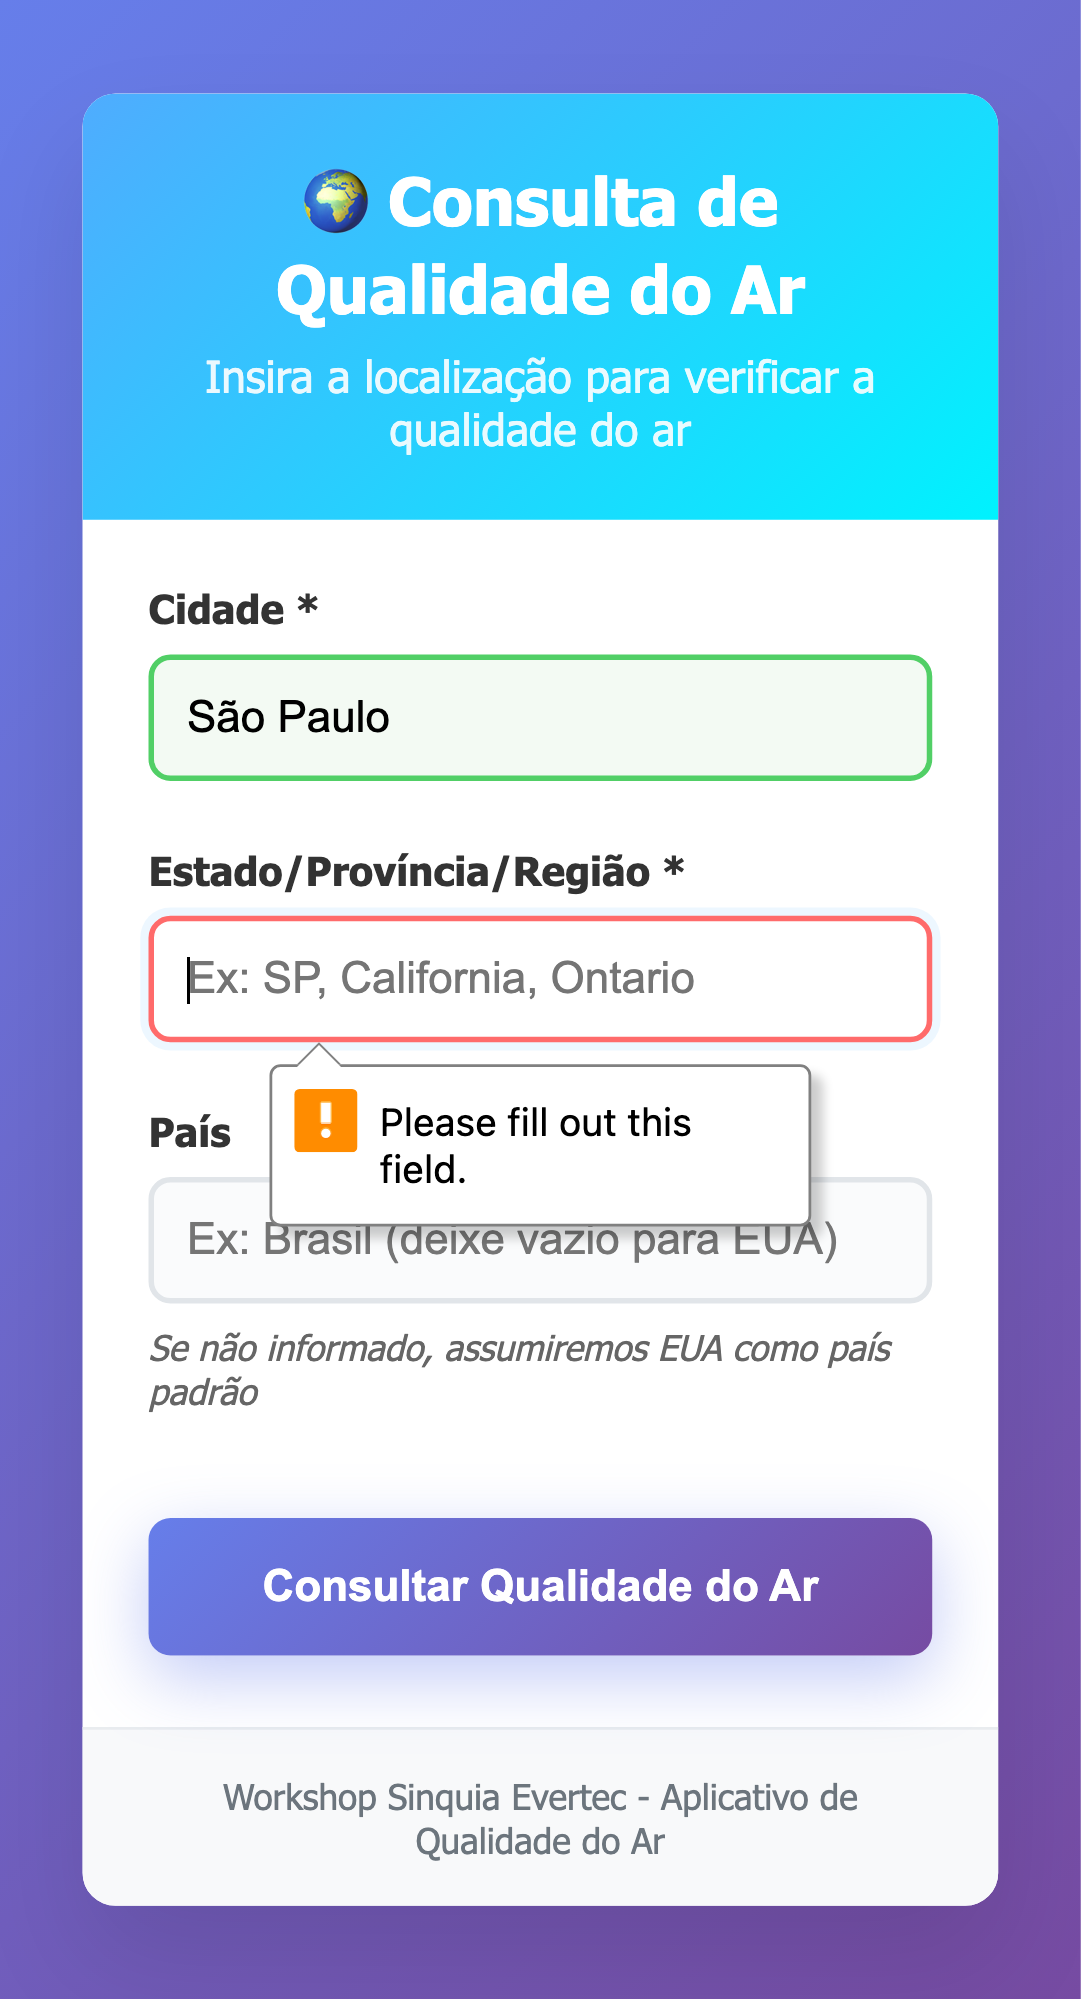 🌍 Consulta de
Qualidade do Ar
Insira a localização para verificar a
qualidade do ar
Cidade *
São Paulo
Estado/Província/Região *
Ex: SP, California, Ontario
Please fill out this
field.
País
Ex: Brasil (deixe vazio para EUA)
Se não informado, assumiremos EUA como país
padrão
Consultar Qualidade do Ar
Workshop Sinquia Evertec - Aplicativo de
Qualidade do Ar